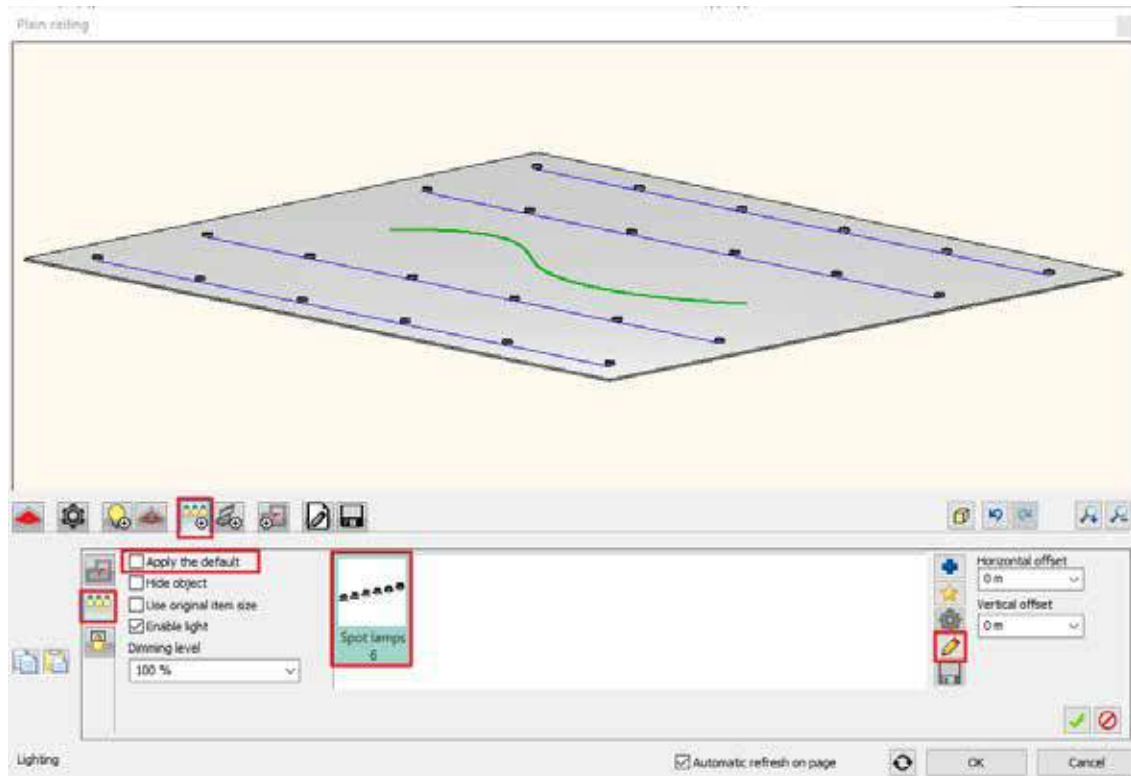 Plain ceiling
Apply the default
Hide object
Use original item size
Enable light
Dimming level
100 %
Spot lamps
6
Horizontal offset
0 m
Vertical offset
0 m
Lighting
Automatic refresh on page
OK
Cancel